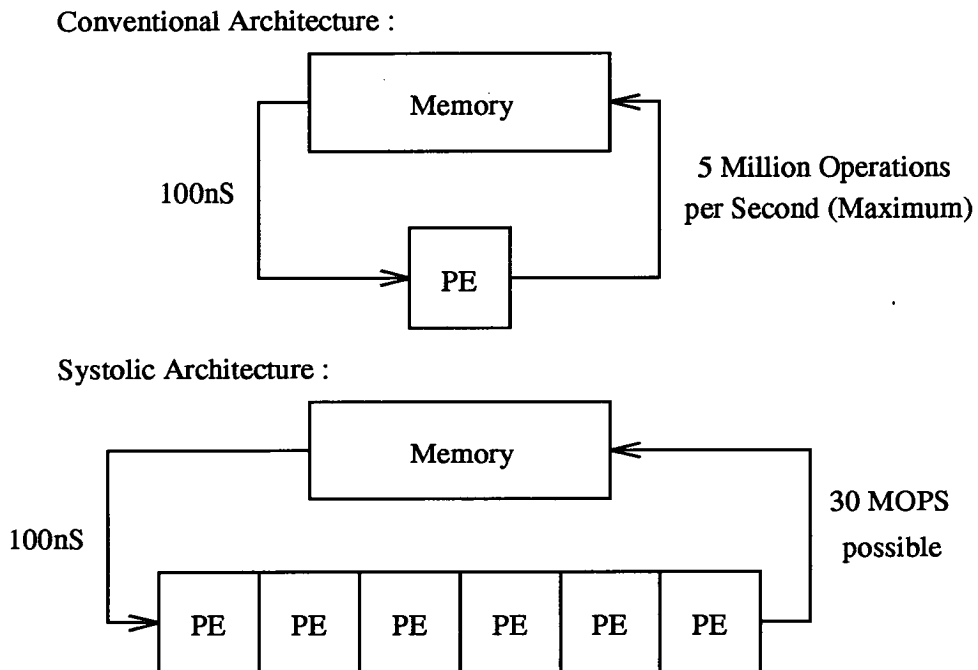 Conventional Architecture :
Memory
100nS
5 Million Operations
per Second (Maximum)
PE
Systolic Architecture :
Memory
100nS
30 MOPS
possible
PE PE PE PE PE PE